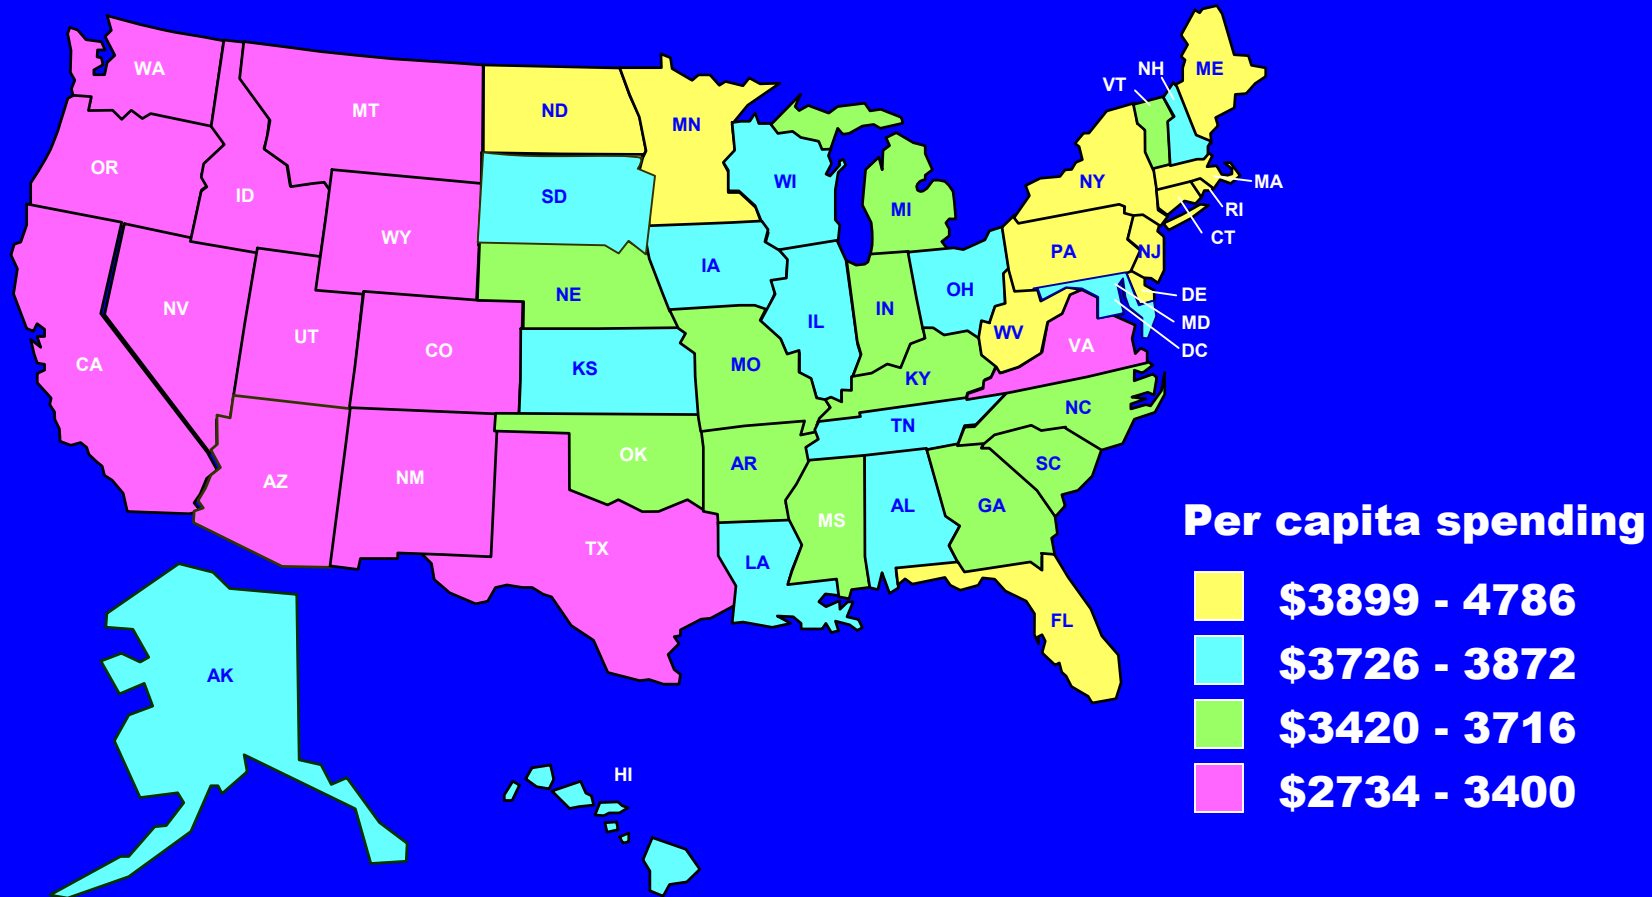 WA
MT
ND
MN
VT
NH
ME
OR
ID
SD
WI
NY
MA
MI
RI
WY
PA
NJ
CT
IA
NV
NE
OH
DE
UT
IL
IN
WV
MD
CA
CO
KS
MO
KY
VA
DC
TN
NC
AZ
NM
OK
AR
SC
MS
AL
GA
TX
LA
FL
AK
HI
Per capita spending
$3899 - 4786
$3726 - 3872
$3420 - 3716
$2734 - 3400